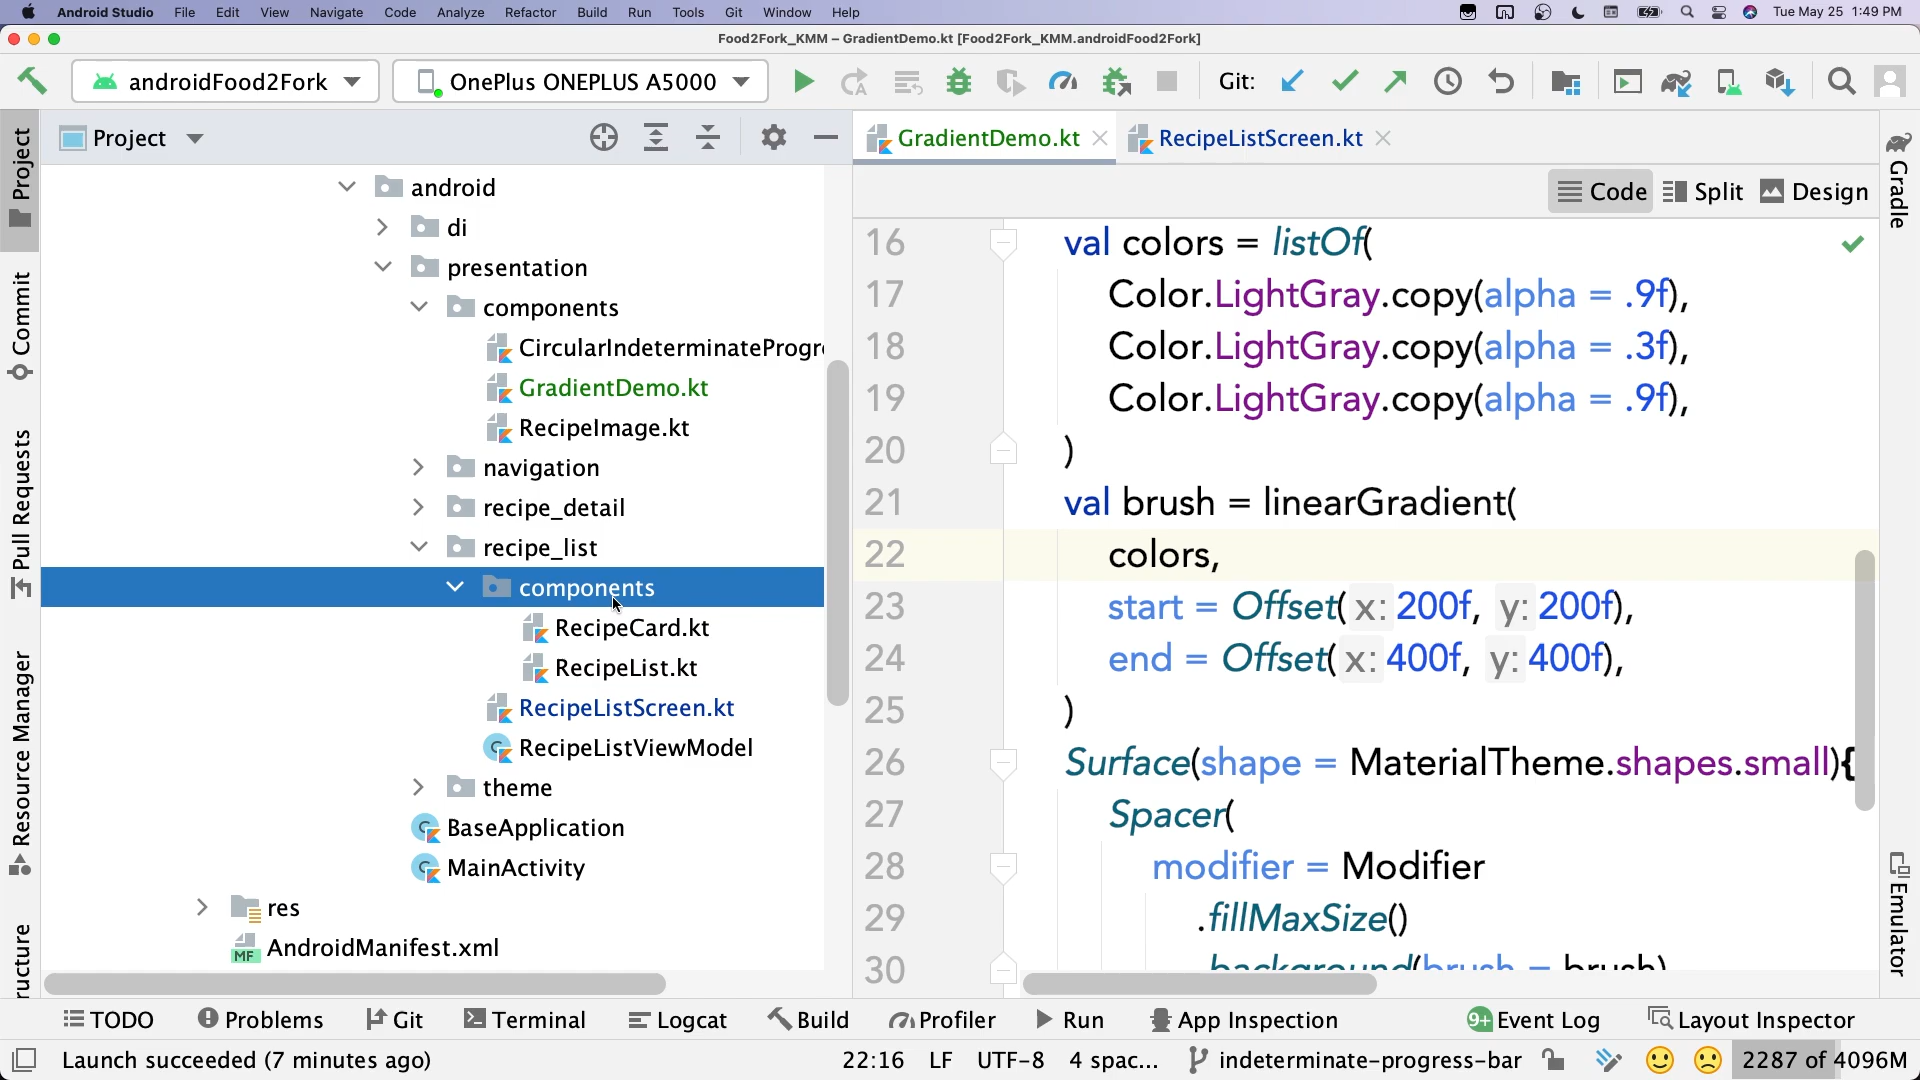 Android Studio File Edit View Navigate Code Analyze Refactor Build Run Tools Git Window Help Tue May 25 1:49 PM
Food2Fork_KMM – GradientDemo.kt [Food2Fork_KMM.androidFood2Fork]
androidFood2Fork OnePlus ONEPLUS A5000 Git:
Project GradientDemo.kt RecipeListScreen.kt
Code Split Design
android
di
presentation
components
CircularIndeterminateProgr
GradientDemo.kt
RecipeImage.kt
navigation
recipe_detail
recipe_list
components
RecipeCard.kt
RecipeList.kt
RecipeListScreen.kt
RecipeListViewModel
theme
BaseApplication
MainActivity
res
MF AndroidManifest.xml
16 val colors = listOf(
17 Color.LightGray.copy(alpha = .9f),
18 Color.LightGray.copy(alpha = .3f),
19 Color.LightGray.copy(alpha = .9f),
20 )
21 val brush = linearGradient(
22 colors,
23 start = Offset( x: 200f, y: 200f),
24 end = Offset( x: 400f, y: 400f),
25 )
26 Surface(shape = MaterialTheme.shapes.small){
27 Spacer(
28 modifier = Modifier
29 .fillMaxSize()
30 .background(brush = brush)
Project
Commit
Pull Requests
Resource Manager
ructure
Gradle
Emulator
TODO Problems Git Terminal Logcat Build Profiler Run App Inspection 9+ Event Log Layout Inspector
Launch succeeded (7 minutes ago) 22:16 LF UTF-8 4 spac... indeterminate-progress-bar 2287 of 4096M